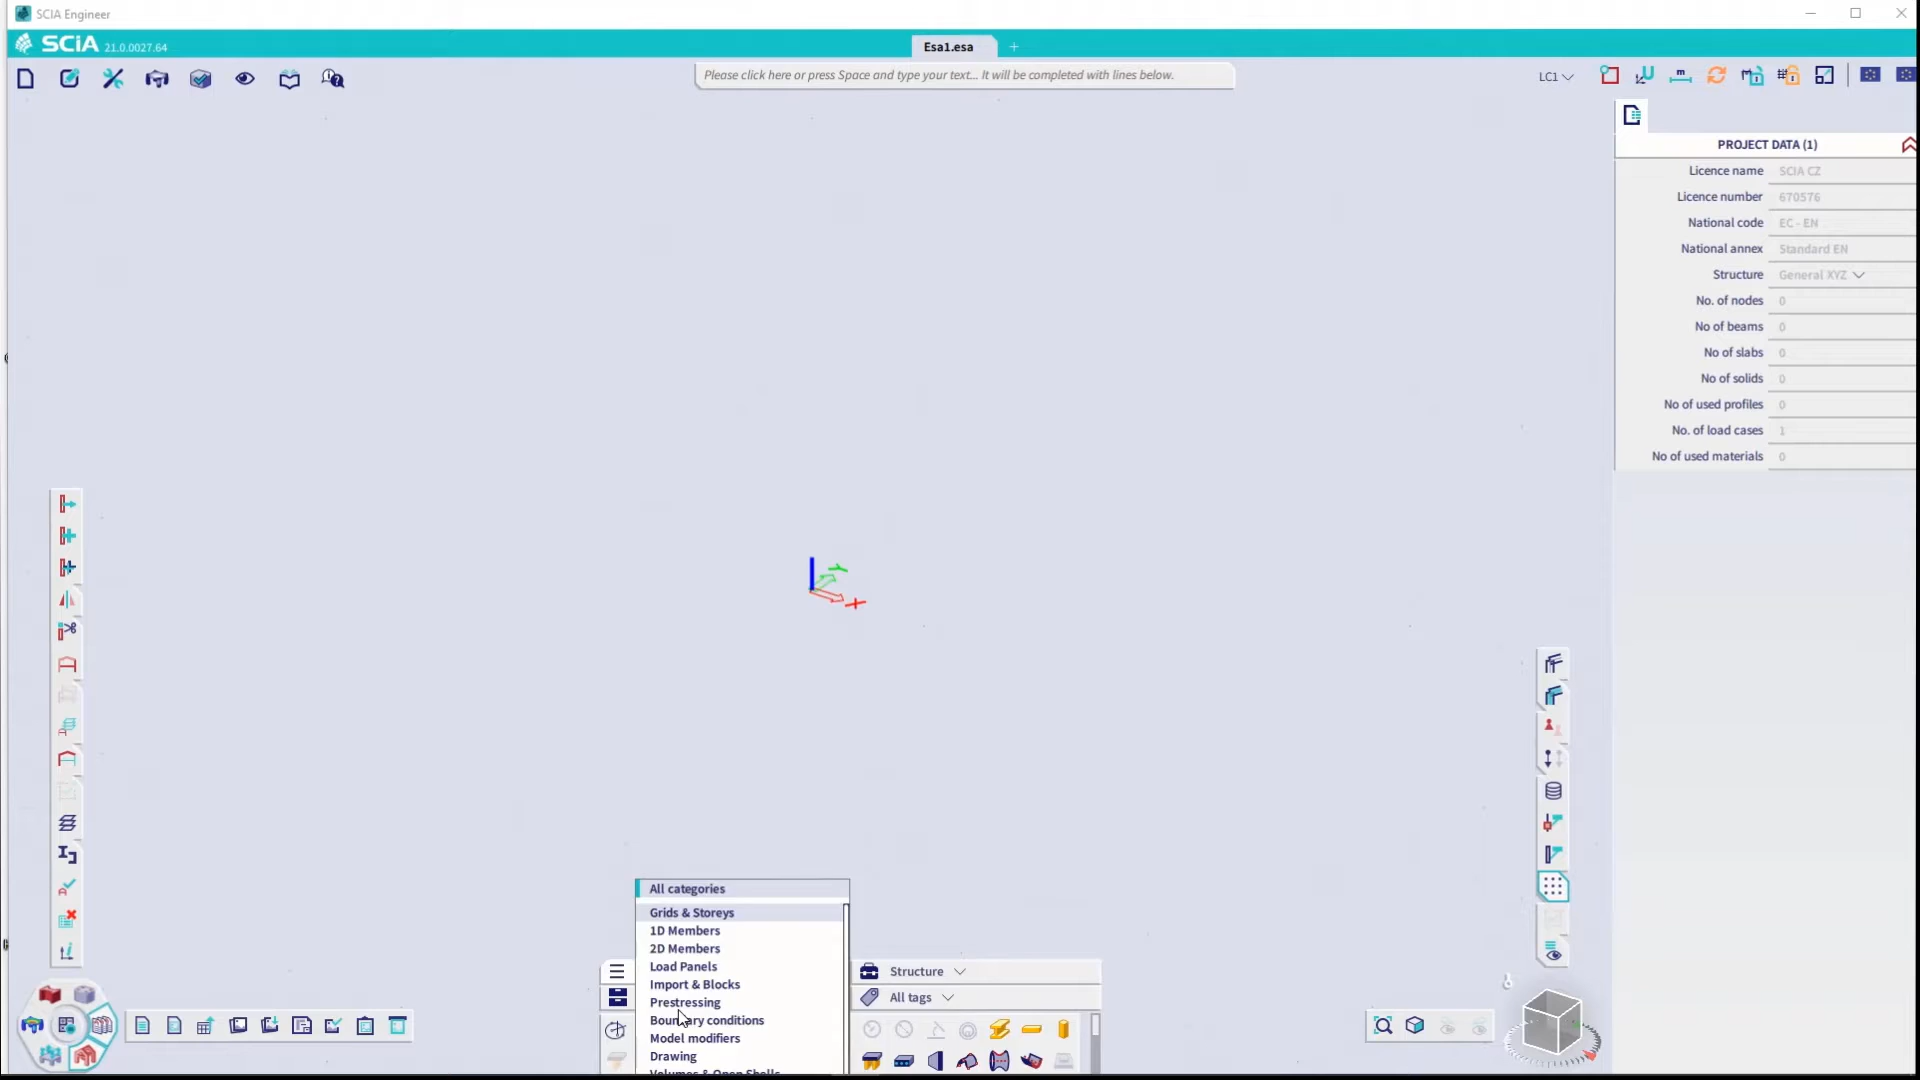 SCIA Engineer
SCiA 21.0.0027.64
Esa1.esa
Please click here or press Space and type your text... It will be completed with lines below.
LC1
PROJECT DATA (1)
Licence name SCIA CZ
Licence number 670576
National code EC - EN
National annex Standard EN
Structure General XYZ
No. of nodes 0
No of beams 0
No of slabs 0
No of solids 0
No of used profiles 0
No. of load cases 1
No of used materials 0
Y
X
All categories
Grids & Storeys
1D Members
2D Members
Load Panels
Import & Blocks
Prestressing
Boundary conditions
Model modifiers
Drawing
Volumes & Open Shells
Structure
All tags